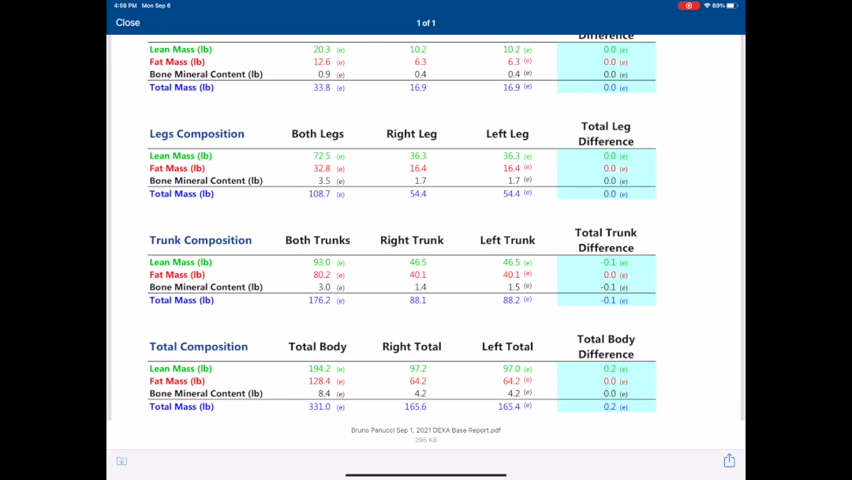 4:59 PM Mon Sep 6
69%
Close 1 of 1
Difference
Lean Mass (lb) 20.3 (e) 10.2 10.2 (e) 0.0 (e)
Fat Mass (lb) 12.6 (e) 6.3 6.3 (e) 0.0 (e)
Bone Mineral Content (lb) 0.9 (e) 0.4 0.4 (e) 0.0 (e)
Total Mass (lb) 33.8 (e) 16.9 16.9 (e) 0.0 (e)
Legs Composition Both Legs Right Leg Left Leg Total Leg
Difference
Lean Mass (lb) 72.5 (e) 36.3 36.3 (e) 0.0 (e)
Fat Mass (lb) 32.8 (e) 16.4 16.4 (e) 0.0 (e)
Bone Mineral Content (lb) 3.5 (e) 1.7 1.7 (e) 0.0 (e)
Total Mass (lb) 108.7 (e) 54.4 54.4 (e) 0.0 (e)
Trunk Composition Both Trunks Right Trunk Left Trunk Total Trunk
Difference
Lean Mass (lb) 93.0 (e) 46.5 46.5 (e) -0.1 (e)
Fat Mass (lb) 80.2 (e) 40.1 40.1 (e) 0.0 (e)
Bone Mineral Content (lb) 3.0 (e) 1.4 1.5 (e) -0.1 (e)
Total Mass (lb) 176.2 (e) 88.1 88.2 (e) -0.1 (e)
Total Composition Total Body Right Total Left Total Total Body
Difference
Lean Mass (lb) 194.2 (e) 97.2 97.0 (e) 0.2 (e)
Fat Mass (lb) 128.4 (e) 64.2 64.2 (e) 0.0 (e)
Bone Mineral Content (lb) 8.4 (e) 4.2 4.2 (e) 0.0 (e)
Total Mass (lb) 331.0 (e) 165.6 165.4 (e) 0.2 (e)
Bruno Panucci Sep 1, 2021 DEXA Base Report.pdf
295 KB